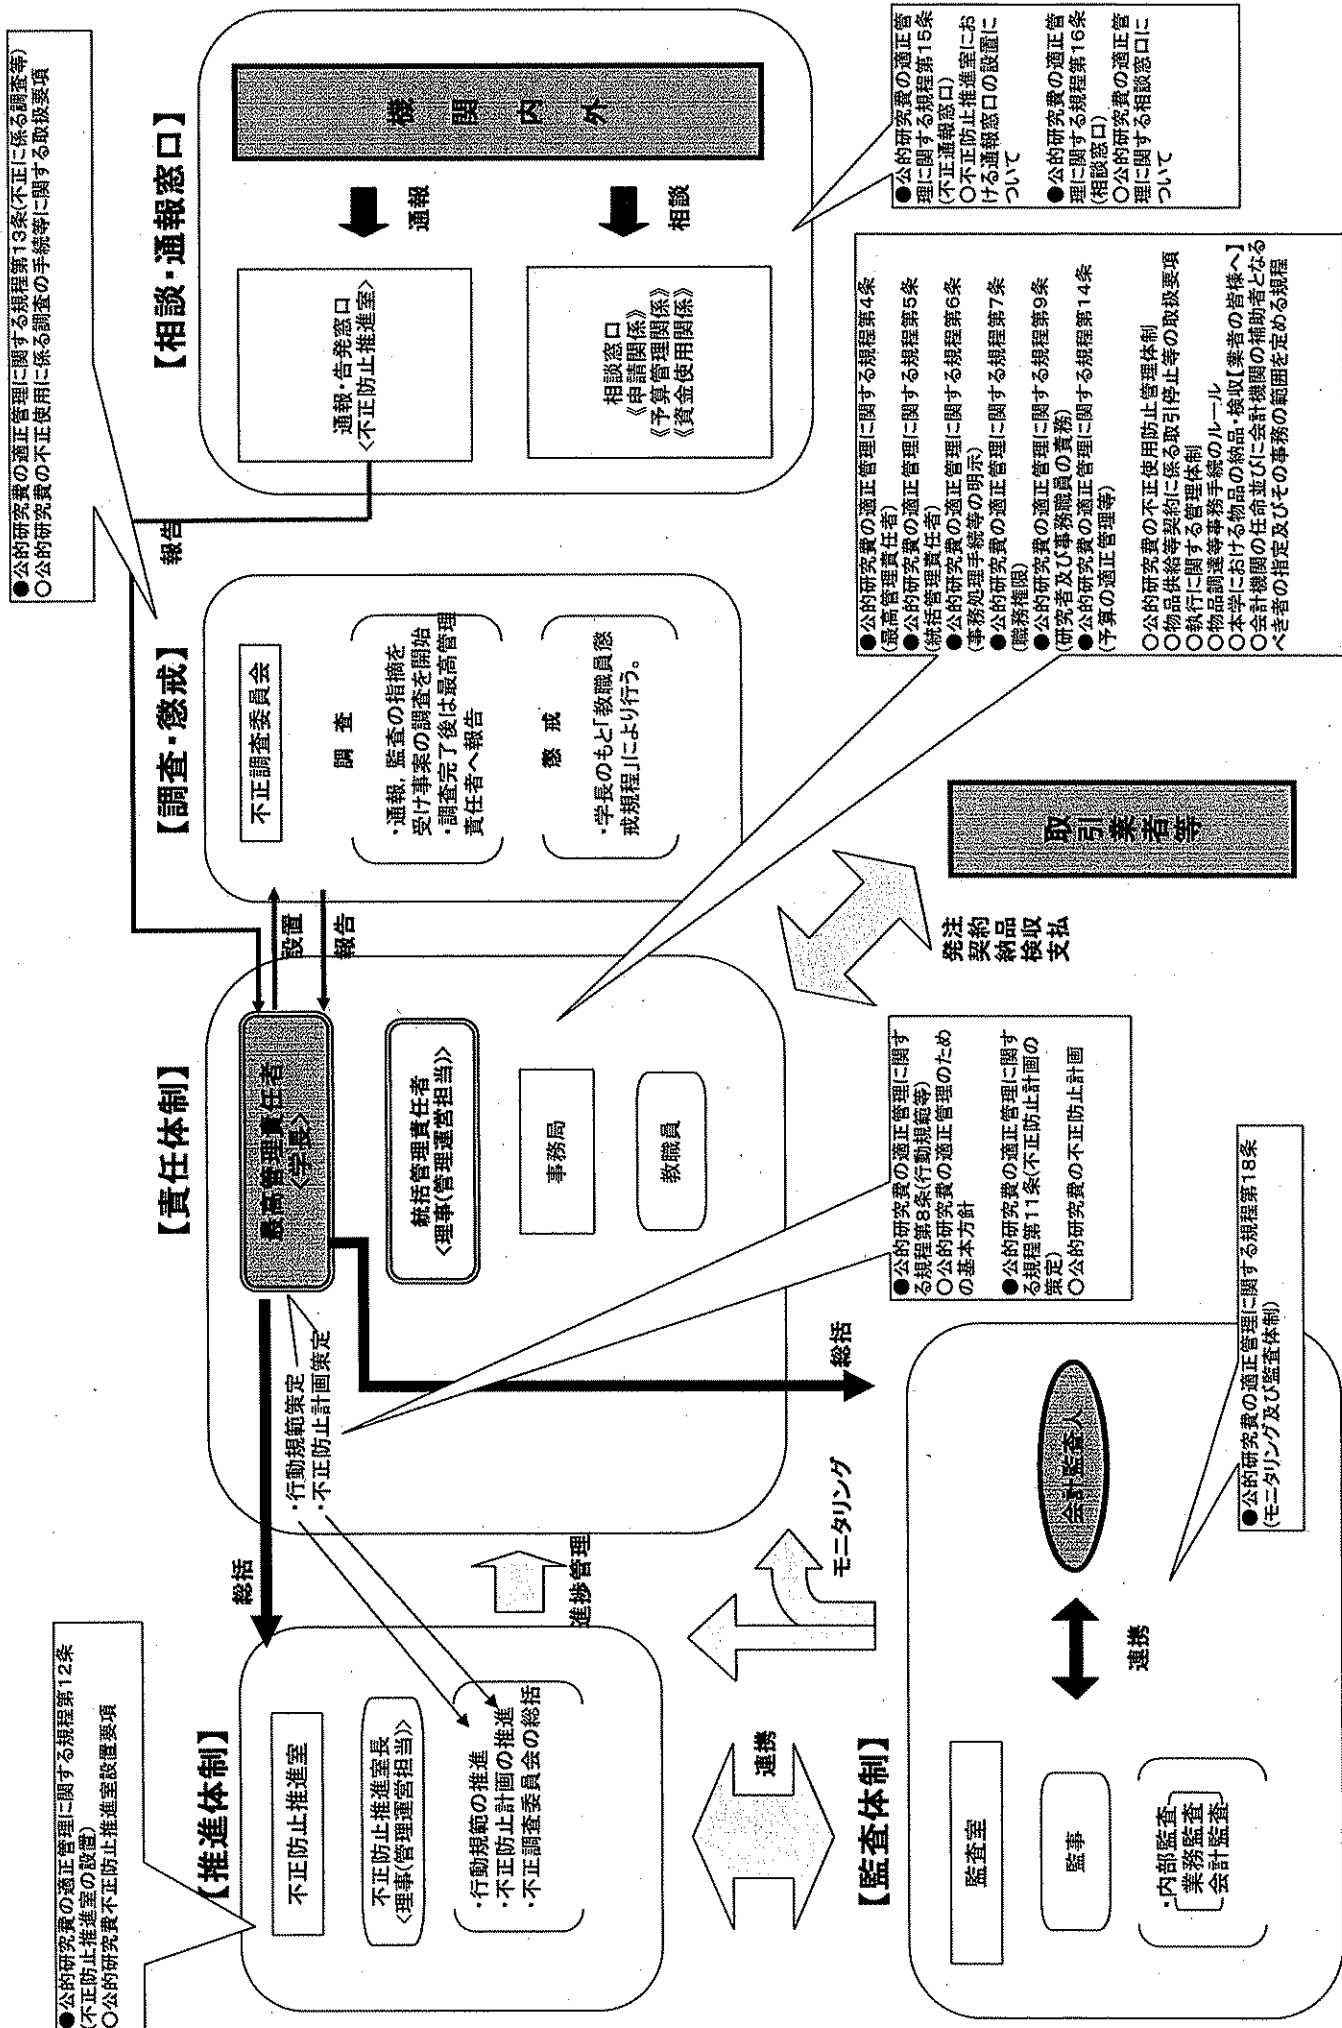 ●公的研究費の適正管理に関する規程第12条
(不正防止推進室の設置)
○公的研究費不正防止推進室設置要項
【推進体制】
不正防止推進室
不正防止推進室長
<理事(管理運営担当)>
・行動規範の推進
・不正防止計画の推進
・不正調査委員会の総括
総括
・行動規範策定
・不正防止計画策定
進捗管理
連携
モニタリング
総括
【責任体制】
最高管理責任者
<学長>
統括管理責任者
<理事(管理運営担当)>
事務局
教職員
設置
報告
報告
【調査・懲戒】
不正調査委員会
調 査
・通報、監査の指摘を
受け事案の調査を開始
・調査完了後は最高管理
責任者へ報告
懲 戒
・学長のもと「教職員懲
戒規程」により行う。
●公的研究費の適正管理に関する規程第13条(不正に係る調査等)
○公的研究費の不正使用に係る調査の手続等に関する取扱要項
【相談・通報窓口】
通報・告発窓口
<不正防止推進室>
相談窓口
《申請関係》
《予算管理関係》
《資金使用関係》
通報
相談
機関内外
●公的研究費の適正管
理に関する規程第15条
(不正通報窓口)
○不正防止推進室にお
ける通報窓口の設置に
ついて
●公的研究費の適正管
理に関する規程第16条
(相談窓口)
○公的研究費の適正管
理に関する相談窓口に
ついて
●公的研究費の適正管理に関する規程第4条
(最高管理責任者)
●公的研究費の適正管理に関する規程第5条
(統括管理責任者)
●公的研究費の適正管理に関する規程第6条
(事務処理手続等の明示)
●公的研究費の適正管理に関する規程第7条
(職務権限)
●公的研究費の適正管理に関する規程第9条
(研究者及び事務職員の責務)
●公的研究費の適正管理に関する規程第14条
(予算の適正管理等)
○公的研究費の不正使用防止管理体制
○物品供給等契約に係る取引停止等の取扱要項
○執行に関する管理体制
○物品調達等事務手続のルール
○本学における物品の納品・検収【業者の皆様へ】
○会計機関の任命並びに会計機関の補助者となる
べき者の指定及びその事務の範囲を定める規程
発注
契約
納品
検収
支払
取引業者等
●公的研究費の適正管理に関す
る規程第8条(行動規範等)
○公的研究費の適正管理のため
の基本方針
●公的研究費の適正管理に関す
る規程第11条(不正防止計画の
策定)
○公的研究費の不正防止計画
【監査体制】
監査室
監事
・内部監査
業務監査
会計監査
連携
会計監査人
●公的研究費の適正管理に関する規程第18条
(モニタリング及び監査体制)